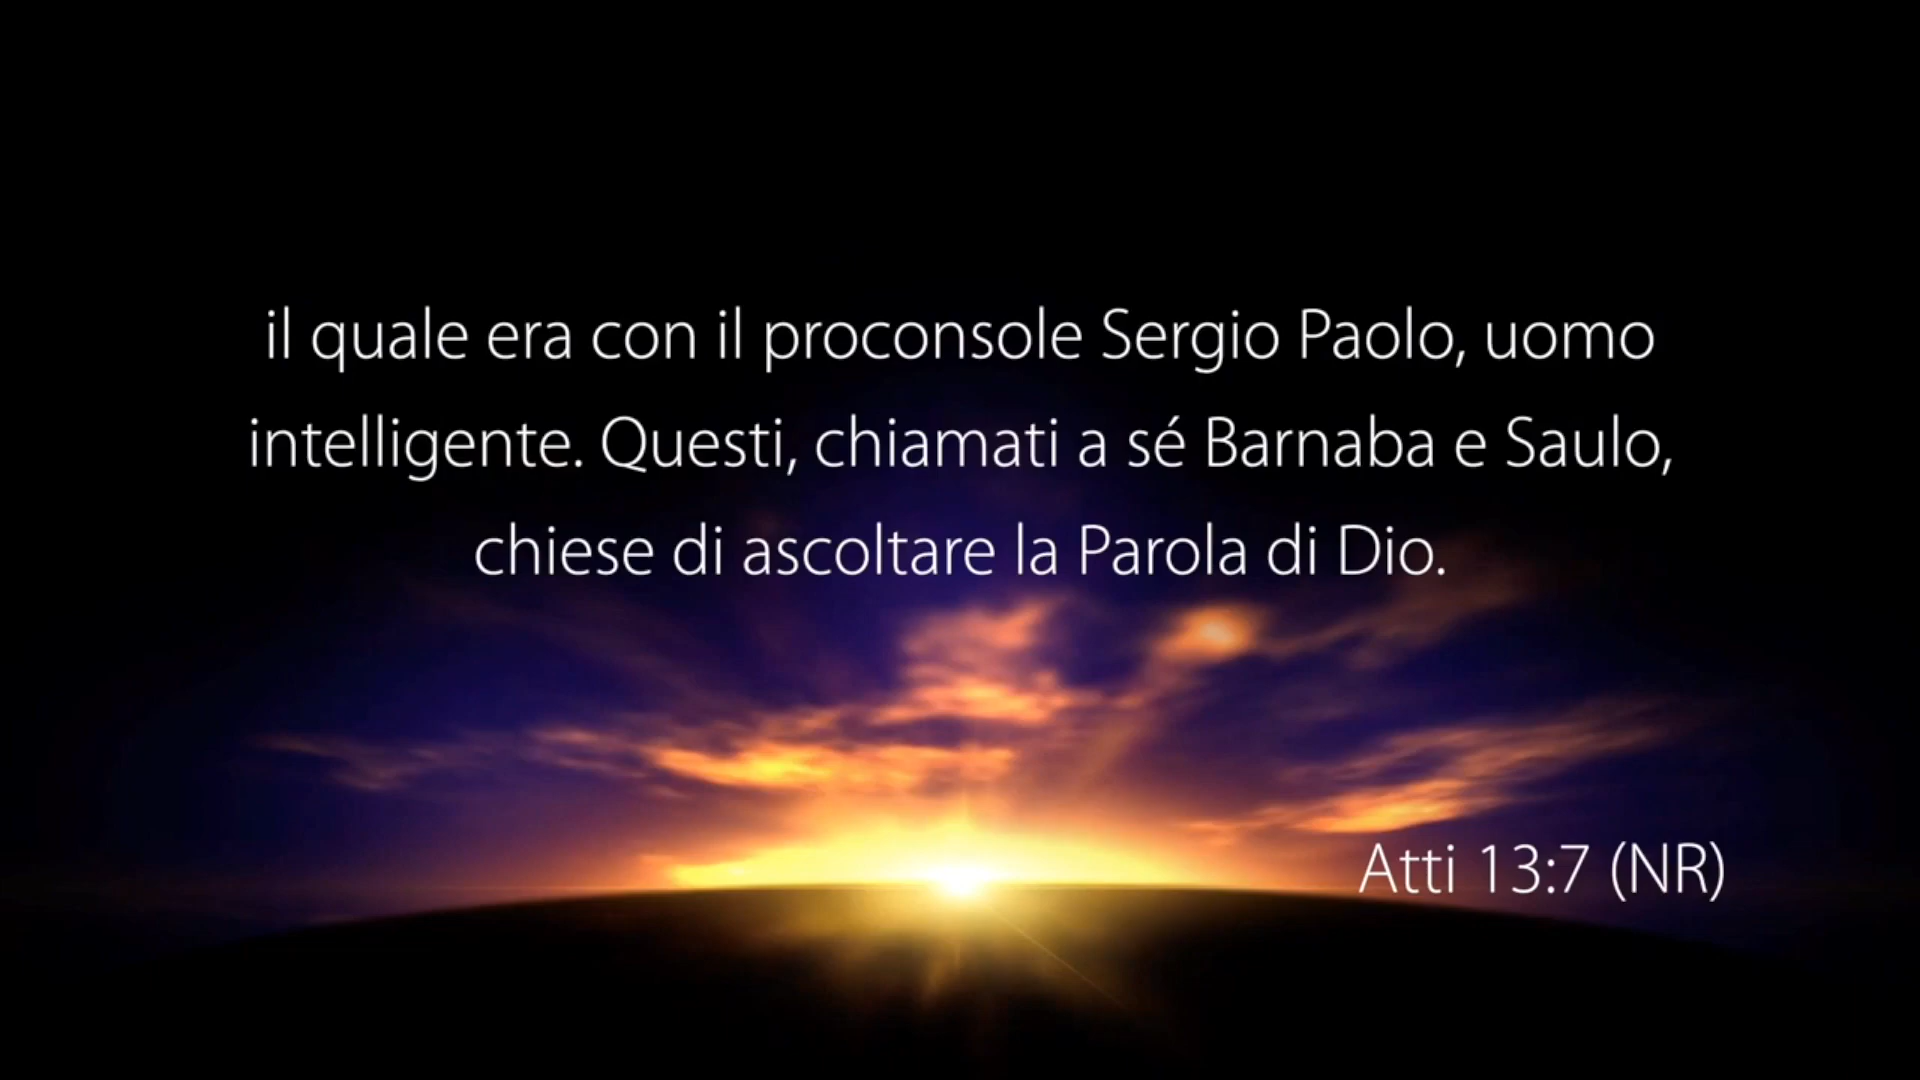 il quale era con il proconsole Sergio Paolo, uomo
intelligente. Questi, chiamati a sé Barnaba e Saulo,
chiese di ascoltare la Parola di Dio.
Atti 13:7 (NR)